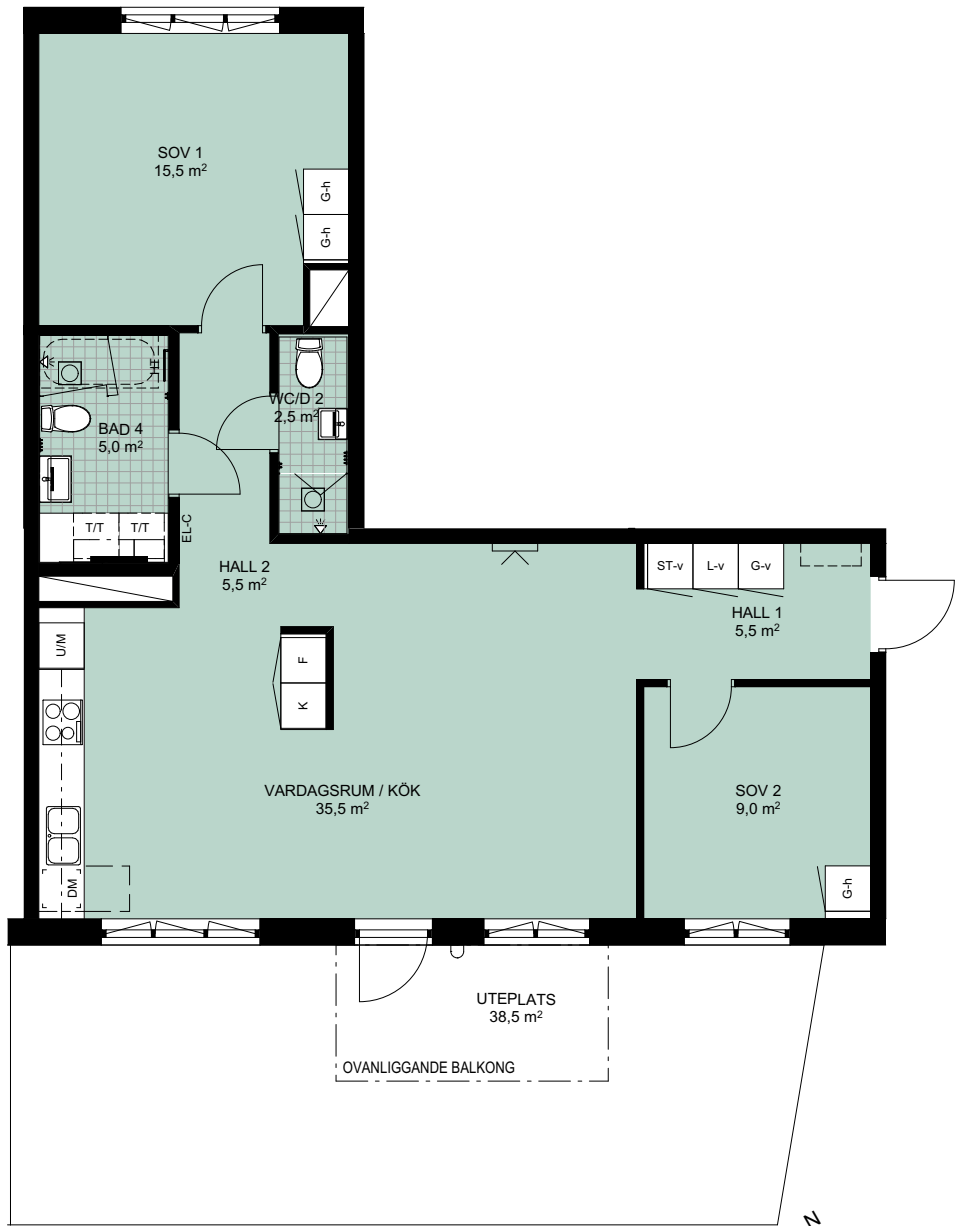 SOV 1
15,5 m²
G-h
G-h
HT
WC/D 2
2,5 m²
BAD 4
5,0 m²
T/T
T/T
EL-C
HALL 2
5,5 m²
ST-v
L-v
G-v
HALL 1
5,5 m²
U/M
F
K
VARDAGSRUM / KÖK
35,5 m²
SOV 2
9,0 m²
DM
G-h
UTEPLATS
38,5 m²
OVANLIGGANDE BALKONG
N